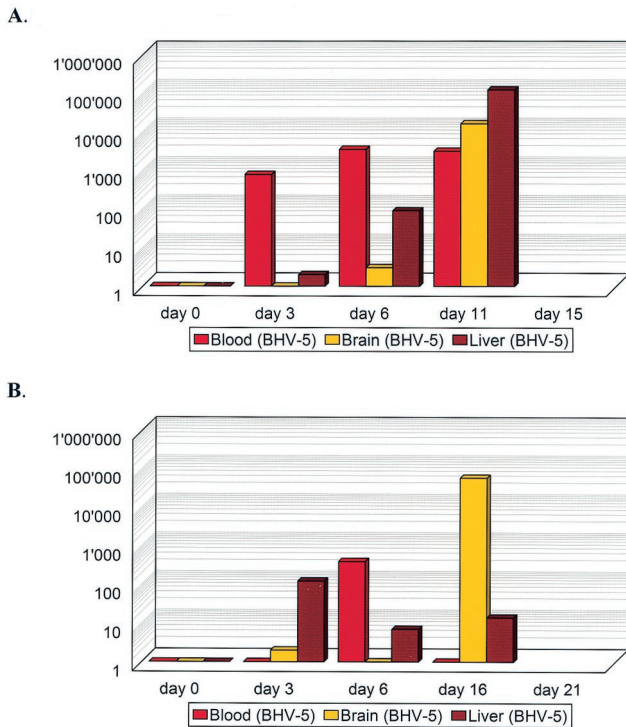 A.
1'000'000
100'000
10'000
1'000
100
10
1
day 0 day 3 day 6 day 11 day 15
Blood (BHV-5) Brain (BHV-5) Liver (BHV-5)
B.
1'000'000
100'000
10'000
1'000
100
10
1
day 0 day 3 day 6 day 16 day 21
Blood (BHV-5) Brain (BHV-5) Liver (BHV-5)